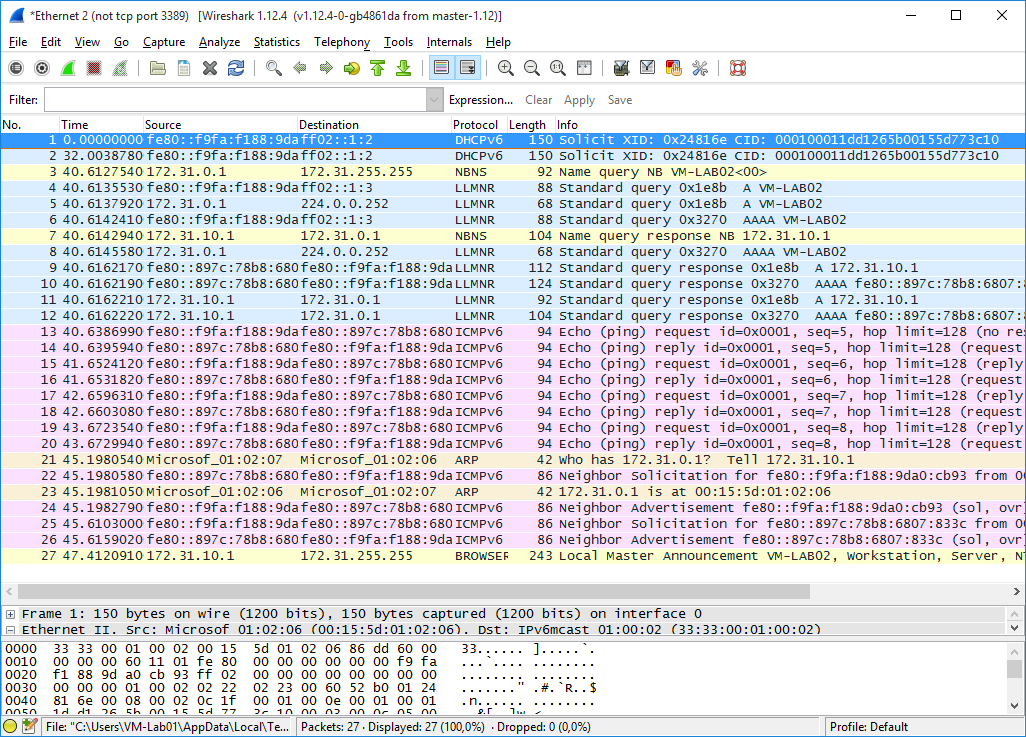 *Ethernet 2 (not tcp port 3389) [Wireshark 1.12.4 (v1.12.4-0-gb4861da from master-1.12)]
File Edit View Go Capture Analyze Statistics Telephony Tools Internals Help
Filter: Expression... Clear Apply Save
No. Time Source Destination Protocol Length Info
1 0.00000000 fe80::f9fa:f188:9da ff02::1:2 DHCPv6 150 Solicit XID: 0x24816e CID: 000100011dd1265b00155d773c10
2 32.0038780 fe80::f9fa:f188:9da ff02::1:2 DHCPv6 150 Solicit XID: 0x24816e CID: 000100011dd1265b00155d773c10
3 40.6127540 172.31.0.1 172.31.255.255 NBNS 92 Name query NB VM-LAB02<00>
4 40.6135530 fe80::f9fa:f188:9da ff02::1:3 LLMNR 88 Standard query 0x1e8b A VM-LAB02
5 40.6137920 172.31.0.1 224.0.0.252 LLMNR 68 Standard query 0x1e8b A VM-LAB02
6 40.6142410 fe80::f9fa:f188:9da ff02::1:3 LLMNR 88 Standard query 0x3270 AAAA VM-LAB02
7 40.6142940 172.31.10.1 172.31.0.1 NBNS 104 Name query response NB 172.31.10.1
8 40.6145580 172.31.0.1 224.0.0.252 LLMNR 68 Standard query 0x3270 AAAA VM-LAB02
9 40.6162170 fe80::897c:78b8:680 fe80::f9fa:f188:9da LLMNR 112 Standard query response 0x1e8b A 172.31.10.1
10 40.6162190 fe80::897c:78b8:680 fe80::f9fa:f188:9da LLMNR 124 Standard query response 0x3270 AAAA fe80::897c:78b8:6807:8
11 40.6162210 172.31.10.1 172.31.0.1 LLMNR 92 Standard query response 0x1e8b A 172.31.10.1
12 40.6162220 172.31.10.1 172.31.0.1 LLMNR 104 Standard query response 0x3270 AAAA fe80::897c:78b8:6807:8
13 40.6386990 fe80::f9fa:f188:9da fe80::897c:78b8:680 ICMPv6 94 Echo (ping) request id=0x0001, seq=5, hop limit=128 (no res
14 40.6395940 fe80::897c:78b8:680 fe80::f9fa:f188:9da ICMPv6 94 Echo (ping) reply id=0x0001, seq=5, hop limit=128 (request
15 41.6524120 fe80::f9fa:f188:9da fe80::897c:78b8:680 ICMPv6 94 Echo (ping) request id=0x0001, seq=6, hop limit=128 (reply
16 41.6531820 fe80::897c:78b8:680 fe80::f9fa:f188:9da ICMPv6 94 Echo (ping) reply id=0x0001, seq=6, hop limit=128 (request
17 42.6596310 fe80::f9fa:f188:9da fe80::897c:78b8:680 ICMPv6 94 Echo (ping) request id=0x0001, seq=7, hop limit=128 (reply
18 42.6603080 fe80::897c:78b8:680 fe80::f9fa:f188:9da ICMPv6 94 Echo (ping) reply id=0x0001, seq=7, hop limit=128 (request
19 43.6723540 fe80::f9fa:f188:9da fe80::897c:78b8:680 ICMPv6 94 Echo (ping) request id=0x0001, seq=8, hop limit=128 (reply
20 43.6729940 fe80::897c:78b8:680 fe80::f9fa:f188:9da ICMPv6 94 Echo (ping) reply id=0x0001, seq=8, hop limit=128 (request
21 45.1980540 Microsof_01:02:07 Microsof_01:02:06 ARP 42 Who has 172.31.0.1? Tell 172.31.10.1
22 45.1980580 fe80::897c:78b8:680 fe80::f9fa:f188:9da ICMPv6 86 Neighbor Solicitation for fe80::f9fa:f188:9da0:cb93 from 00
23 45.1981050 Microsof_01:02:06 Microsof_01:02:07 ARP 42 172.31.0.1 is at 00:15:5d:01:02:06
24 45.1982790 fe80::f9fa:f188:9da fe80::897c:78b8:680 ICMPv6 86 Neighbor Advertisement fe80::f9fa:f188:9da0:cb93 (sol, ovr)
25 45.6103000 fe80::f9fa:f188:9da fe80::897c:78b8:680 ICMPv6 86 Neighbor Solicitation for fe80::897c:78b8:6807:833c from 00
26 45.6159020 fe80::897c:78b8:680 fe80::f9fa:f188:9da ICMPv6 86 Neighbor Advertisement fe80::897c:78b8:6807:833c (sol, ovr)
27 47.4120910 172.31.10.1 172.31.255.255 BROWSER 243 Local Master Announcement VM-LAB02, Workstation, Server, NT
Frame 1: 150 bytes on wire (1200 bits), 150 bytes captured (1200 bits) on interface 0
Ethernet II, Src: Microsof_01:02:06 (00:15:5d:01:02:06), Dst: IPv6mcast_01:00:02 (33:33:00:01:00:02)
0000 33 33 00 01 00 02 00 15 5d 01 02 06 86 dd 60 00 33...... ].....`.
0010 00 00 00 60 11 01 fe 80 00 00 00 00 00 00 f9 fa ...`.... ........
0020 f1 88 9d a0 cb 93 ff 02 00 00 00 00 00 00 00 00 ........ ........
0030 00 00 00 01 00 02 02 22 02 23 00 60 52 b0 01 24 ......." .#.`R..$
0040 81 6e 00 08 00 02 0c 1f 00 01 00 0e 00 01 00 01 .n...... ........
0050 1d d1 26 5b 00 15 5d 77 3c 10 00 03 00 0c 05 00 ..&[..]w <.......
File: "C:\Users\VM-Lab01\AppData\Local\Te... Packets: 27 · Displayed: 27 (100,0%) · Dropped: 0 (0,0%) Profile: Default